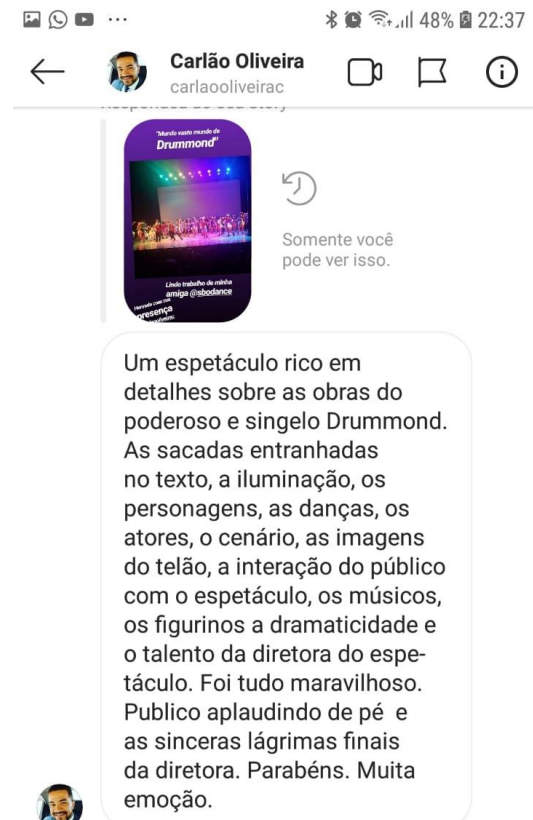 48% 22:37
Carlão Oliveira
carlaooliveirac
"Mundo vasto mundo de
Drummond"
Somente você
pode ver isso.
Lindo trabalho de minha
amiga @sbodance
presença
Um espetáculo rico em
detalhes sobre as obras do
poderoso e singelo Drummond.
As sacadas entranhadas
no texto, a iluminação, os
personagens, as danças, os
atores, o cenário, as imagens
do telão, a interação do público
com o espetáculo, os músicos,
os figurinos a dramaticidade e
o talento da diretora do espe-
táculo. Foi tudo maravilhoso.
Publico aplaudindo de pé e
as sinceras lágrimas finais
da diretora. Parabéns. Muita
emoção.